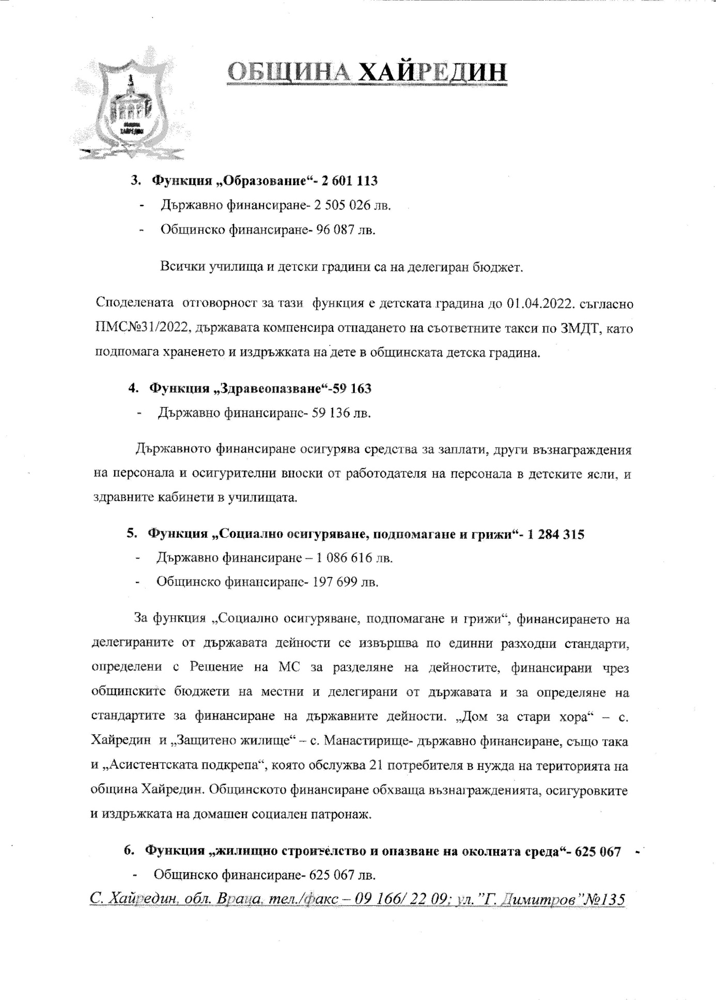 ОБЩИНА ХАЙРЕДИН
ОБЩИНА
ХАЙРЕДИН
3. Функция „Образование“- 2 601 113
- Държавно финансиране- 2 505 026 лв.
- Общинско финансиране- 96 087 лв.
Всички училища и детски градини са на делегиран бюджет.
Споделената отговорност за тази функция е детската градина до 01.04.2022. съгласно
ПМС№31/2022, държавата компенсира отпадането на съответните такси по ЗМДТ, като
подпомага храненето и издръжката на дете в общинската детска градина.
4. Функция „Здравеопазване“-59 163
- Държавно финансиране- 59 136 лв.
Държавното финансиране осигурява средства за заплати, други възнаграждения
на персонала и осигурителни вноски от работодателя на персонала в детските ясли, и
здравните кабинети в училищата.
5. Функция „Социално осигуряване, подпомагане и грижи“- 1 284 315
- Държавно финансиране – 1 086 616 лв.
- Общинско финансиране- 197 699 лв.
За функция „Социално осигуряване, подпомагане и грижи“, финансирането на
делегираните от държавата дейности се извършва по единни разходни стандарти,
определени с Решение на МС за разделяне на дейностите, финансирани чрез
общинските бюджети на местни и делегирани от държавата и за определяне на
стандартите за финансиране на държавните дейности. „Дом за стари хора“ – с.
Хайредин и „Защитено жилище“ – с. Манастирище- държавно финансиране, също така
и „Асистентската подкрепа“, която обслужва 21 потребителя в нужда на територията на
община Хайредин. Общинското финансиране обхваща възнагражденията, осигуровките
и издръжката на домашен социален патронаж.
6. Функция „жилищно строителство и опазване на околната среда“- 625 067 -
- Общинско финансиране- 625 067 лв.
С. Хайредин, обл. Враца, тел./факс – 09 166/ 22 09; ул. ”Г. Димитров”№135